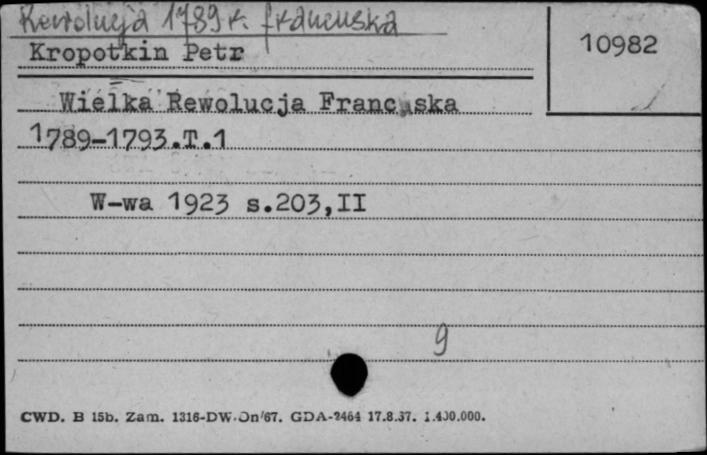 Rewolucja 1789 r. francuska
10982
Kropotkin Petr
Wielka Rewolucja Francuska
1789-1793.T.1
W-wa 1923 s.203,II
9
CWD. B 15b. Zam. 1316-DW.On/67. GDA-2464 17.8.67. 1.400.000.